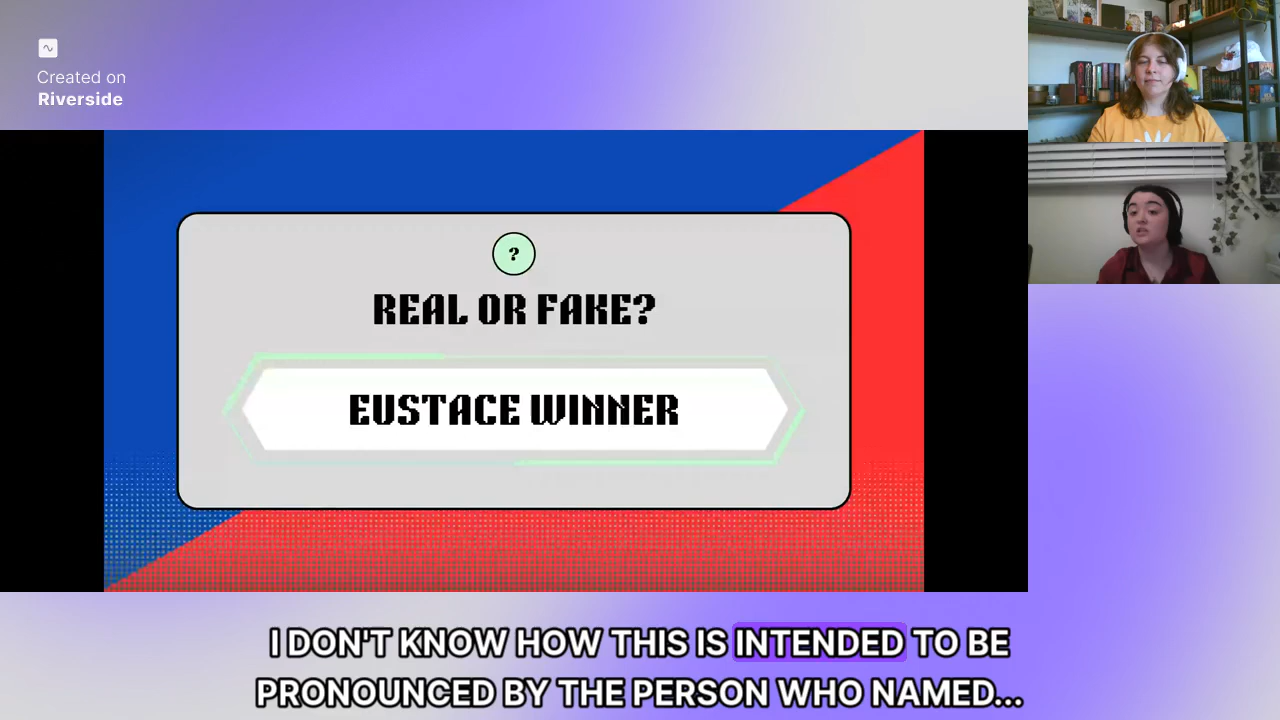 Created on
Riverside
?
REAL OR FAKE?
EUSTACE WINNER
I DON'T KNOW HOW THIS IS INTENDED TO BE
PRONOUNCED BY THE PERSON WHO NAMED...